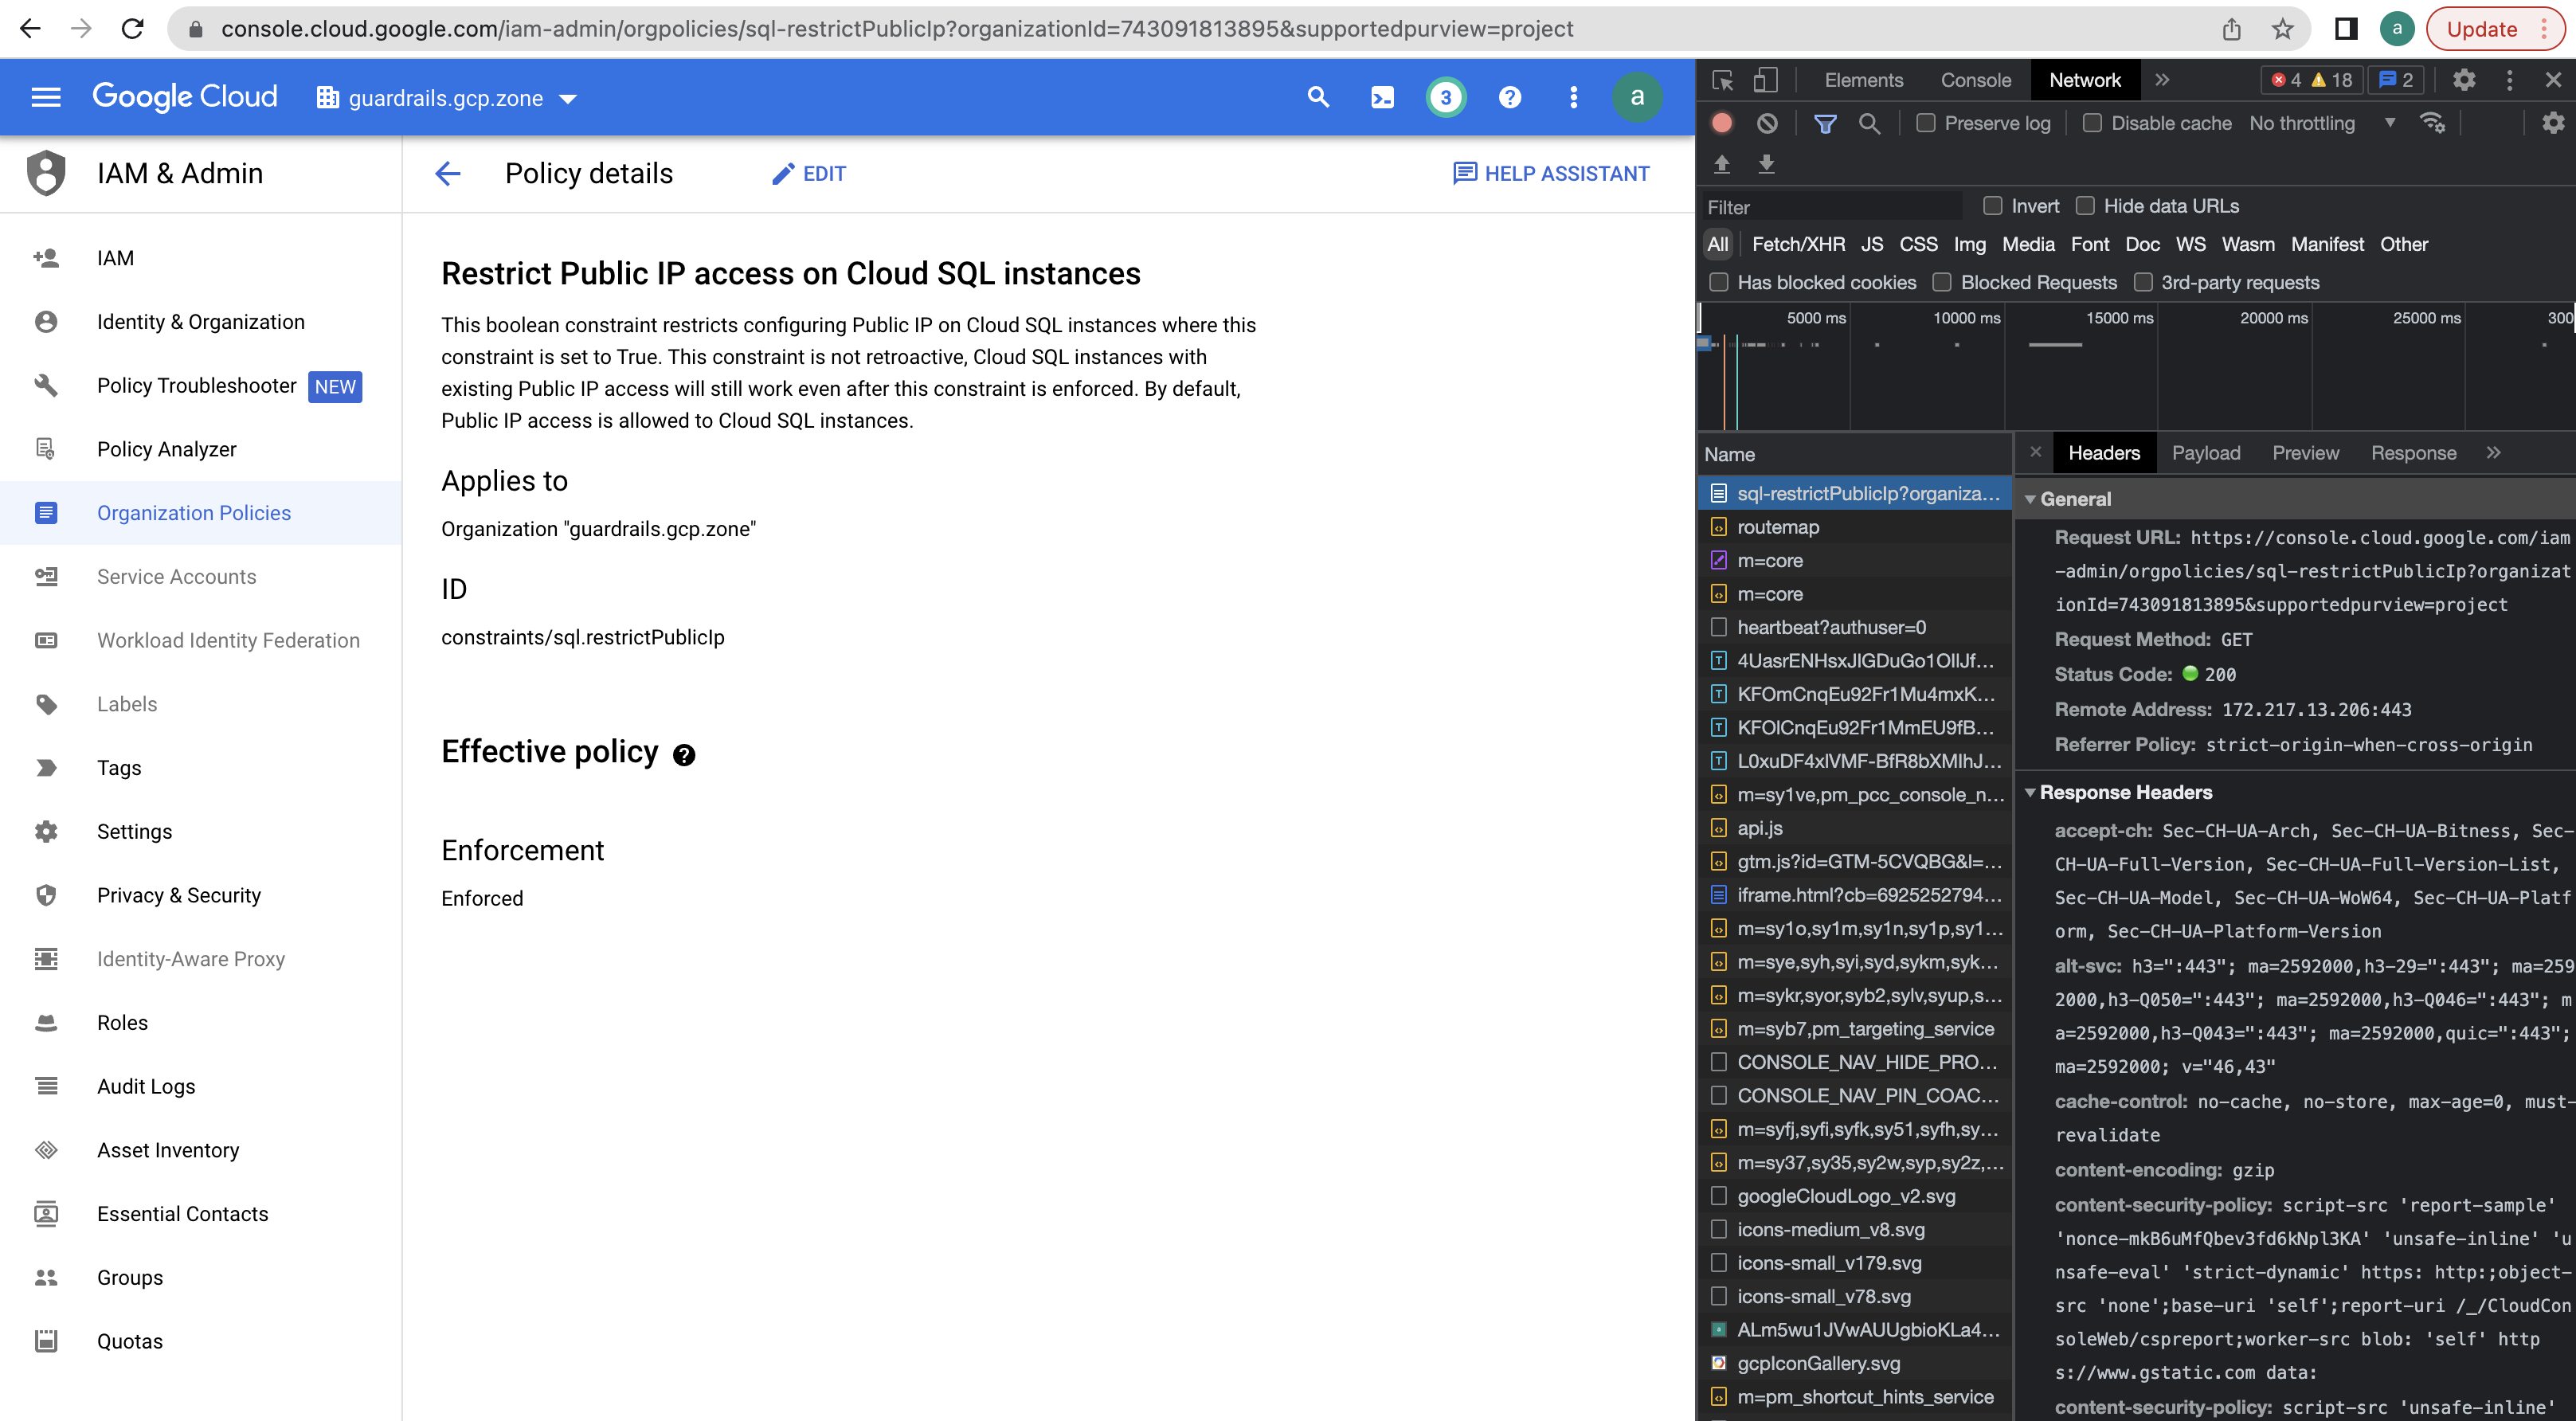 console.cloud.google.com/iam-admin/orgpolicies/sql-restrictPublicIp?organizationId=743091813895&supportedpurview=project
a
Update
Google Cloud
guardrails.gcp.zone
3
a
IAM & Admin
Policy details
EDIT
HELP ASSISTANT
IAM
Identity & Organization
Policy Troubleshooter NEW
Policy Analyzer
Organization Policies
Service Accounts
Workload Identity Federation
Labels
Tags
Settings
Privacy & Security
Identity-Aware Proxy
Roles
Audit Logs
Asset Inventory
Essential Contacts
Groups
Quotas
Restrict Public IP access on Cloud SQL instances
This boolean constraint restricts configuring Public IP on Cloud SQL instances where this
constraint is set to True. This constraint is not retroactive, Cloud SQL instances with
existing Public IP access will still work even after this constraint is enforced. By default,
Public IP access is allowed to Cloud SQL instances.
Applies to
Organization "guardrails.gcp.zone"
ID
constraints/sql.restrictPublicIp
Effective policy
Enforcement
Enforced
Elements Console Network 4 18 2
Preserve log Disable cache No throttling
Filter Invert Hide data URLs
All Fetch/XHR JS CSS Img Media Font Doc WS Wasm Manifest Other
Has blocked cookies Blocked Requests 3rd-party requests
5000 ms 10000 ms 15000 ms 20000 ms 25000 ms 300
Name
sql-restrictPublicIp?organiza...
routemap
m=core
m=core
heartbeat?authuser=0
4UasrENHsxJlGDuGo1OIlJf...
KFOmCnqEu92Fr1Mu4mxK...
KFOlCnqEu92Fr1MmEU9fB...
L0xuDF4xlVMF-BfR8bXMIhJ...
m=sy1ve,pm_pcc_console_n...
api.js
gtm.js?id=GTM-5CVQBG&l=...
iframe.html?cb=6925252794...
m=sy1o,sy1m,sy1n,sy1p,sy1...
m=sye,syh,syi,syd,sykm,syk...
m=sykr,syor,syb2,sylv,syup,s...
m=syb7,pm_targeting_service
CONSOLE_NAV_HIDE_PRO...
CONSOLE_NAV_PIN_COAC...
m=syfj,syfi,syfk,sy51,syfh,sy...
m=sy37,sy35,sy2w,syp,sy2z,...
googleCloudLogo_v2.svg
icons-medium_v8.svg
icons-small_v179.svg
icons-small_v78.svg
ALm5wu1JVwAUUgbioKLa4...
gcpIconGallery.svg
m=pm_shortcut_hints_service
Headers Payload Preview Response
General
Request URL: https://console.cloud.google.com/iam
-admin/orgpolicies/sql-restrictPublicIp?organizat
ionId=743091813895&supportedpurview=project
Request Method: GET
Status Code: 200
Remote Address: 172.217.13.206:443
Referrer Policy: strict-origin-when-cross-origin
Response Headers
accept-ch: Sec-CH-UA-Arch, Sec-CH-UA-Bitness, Sec-
CH-UA-Full-Version, Sec-CH-UA-Full-Version-List,
Sec-CH-UA-Model, Sec-CH-UA-WoW64, Sec-CH-UA-Platf
orm, Sec-CH-UA-Platform-Version
alt-svc: h3=":443"; ma=2592000,h3-29=":443"; ma=259
2000,h3-Q050=":443"; ma=2592000,h3-Q046=":443"; m
a=2592000,h3-Q043=":443"; ma=2592000,quic=":443";
ma=2592000; v="46,43"
cache-control: no-cache, no-store, max-age=0, must-
revalidate
content-encoding: gzip
content-security-policy: script-src 'report-sample'
'nonce-mkB6uMfQbev3fd6kNpl3KA' 'unsafe-inline' 'u
nsafe-eval' 'strict-dynamic' https: http:;object-
src 'none';base-uri 'self';report-uri /_/CloudCon
soleWeb/cspreport;worker-src blob: 'self' http
s://www.gstatic.com data:
content-security-policy: script-src 'unsafe-inline'